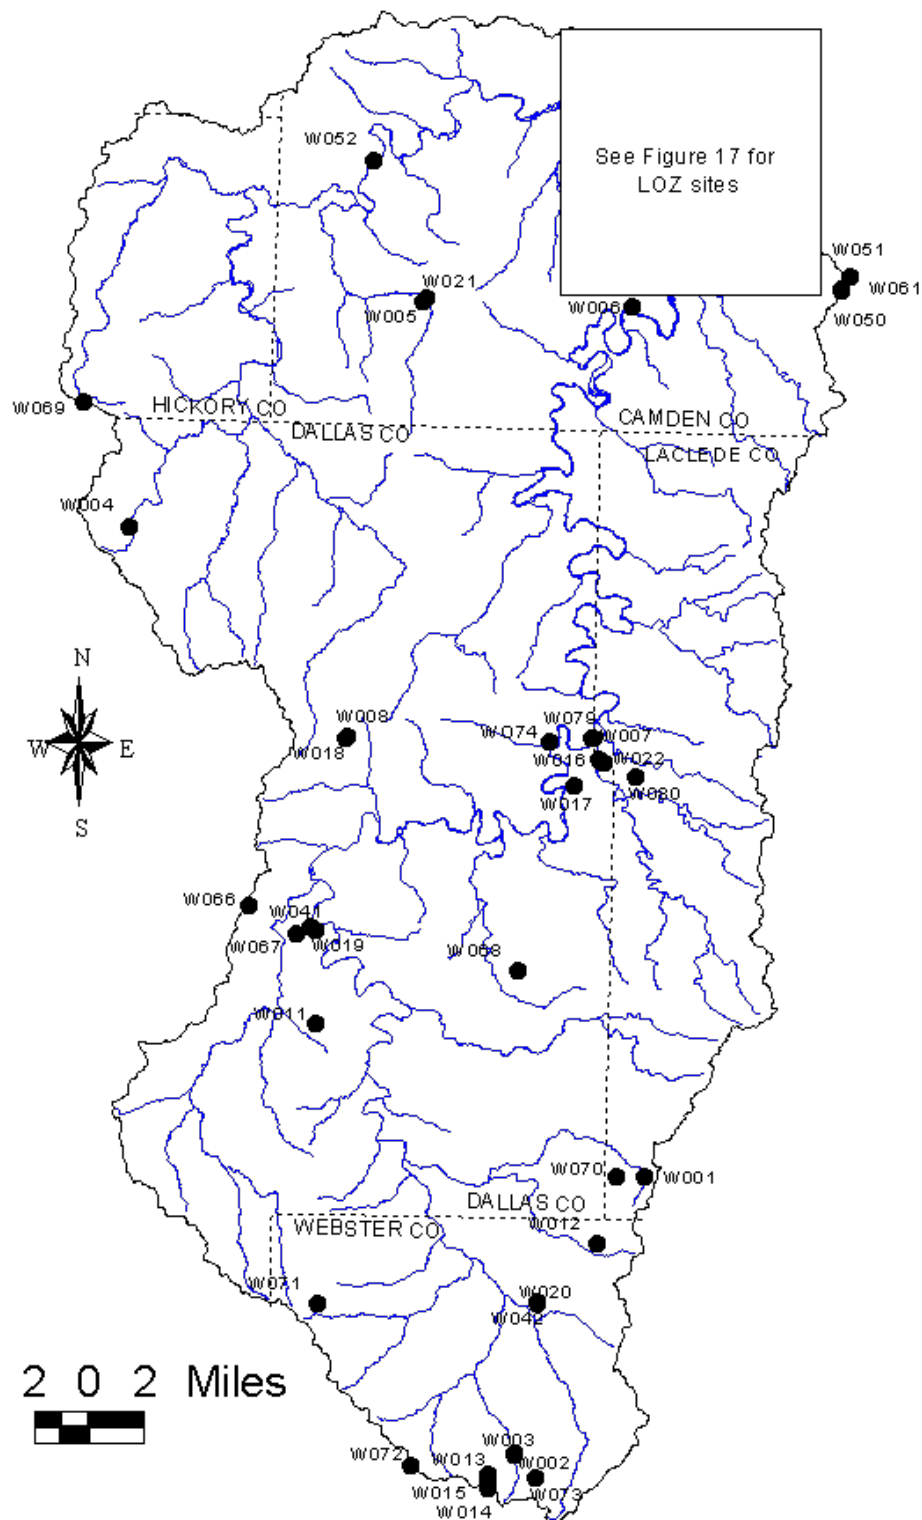 W052
See Figure 17 for
LOZ sites
W051
W061
W050
W021
W005
W006
W069
HICKORY CO
DALLAS CO
CAMDEN CO
LACLEDE CO
W004
N
W E
S
W008
W018
W079
W074
W007
W016
W022
W080
W017
W066
W041
W067
W019
W068
W011
W070
W001
DALLAS CO
WEBSTER CO
W012
W071
W020
W042
2 0 2 Miles
W003
W072
W013
W002
W015
W073
W014